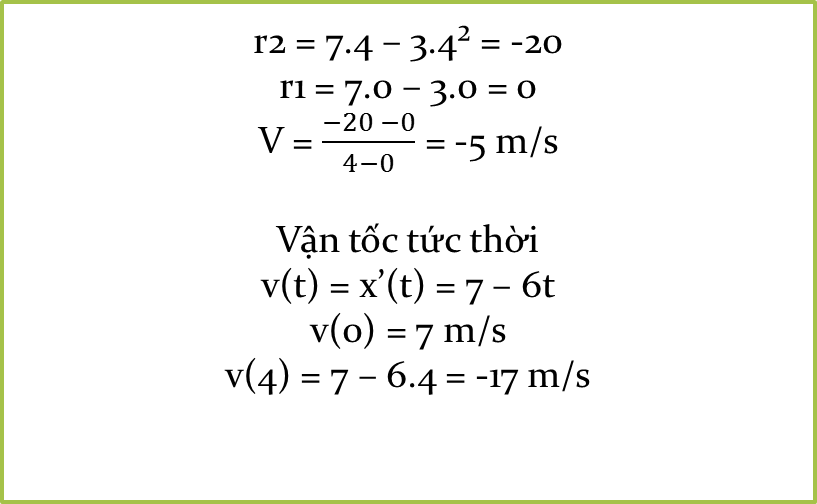 r2 = 7.4 – 3.4² = -20
r1 = 7.0 – 3.0 = 0
V = \frac{−20 −0}{4−0} = -5 m/s
Vận tốc tức thời
v(t) = x’(t) = 7 – 6t
v(0) = 7 m/s
v(4) = 7 – 6.4 = -17 m/s